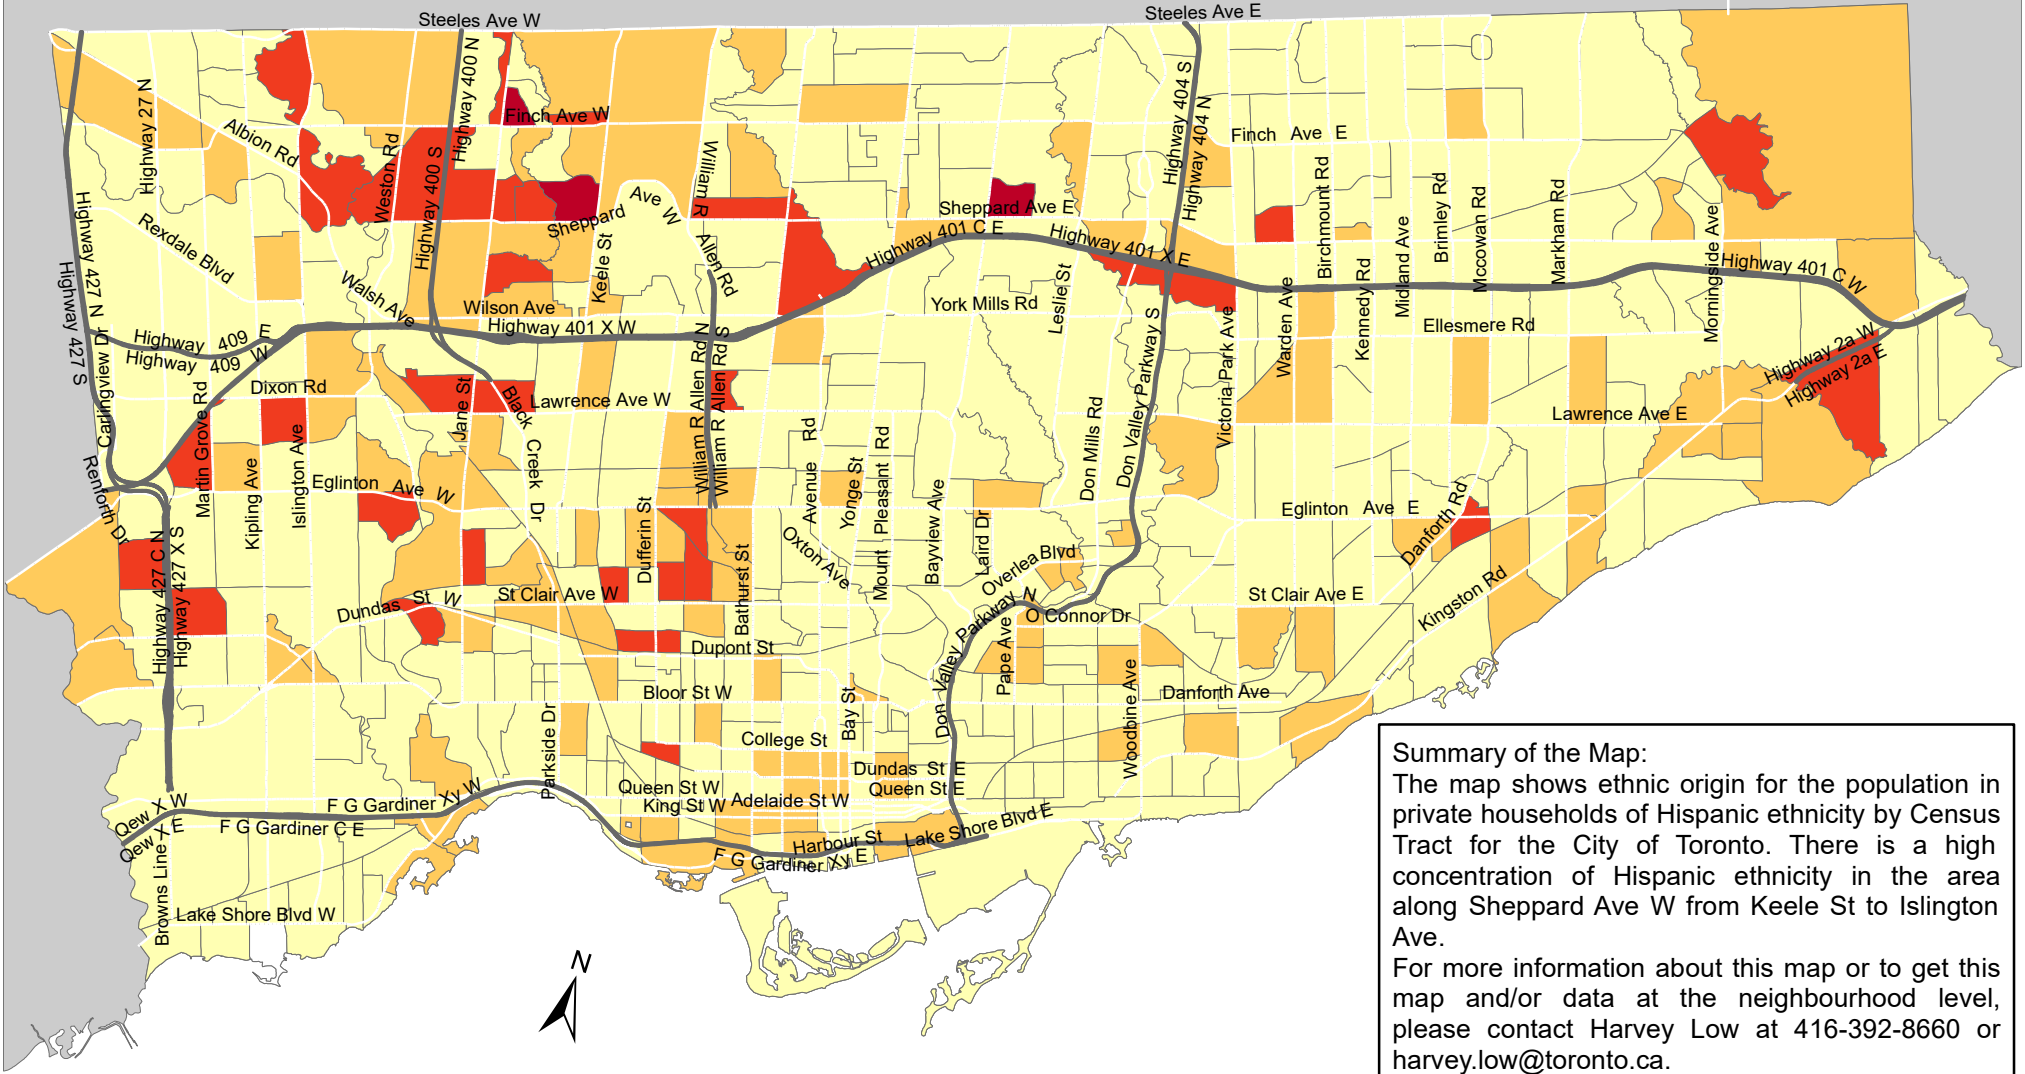 Steeles Ave W
Steeles Ave E
Highway 27 N
Albion Rd
Weston Rd
Highway 400 N
Highway 400 S
Finch Ave W
William R
Allen Rd
Highway 404 S
Highway 404 N
Finch Ave E
Highway 427 N
Highway 427 N
Highway 427 S
Rexdale Blvd
Walsh Ave
Sheppard
Ave W
Keele St
Wilson Ave
Highway 401 X W
Highway 401 C E
Sheppard Ave E
Highway 401 X E
York Mills Rd
Leslie St
Birchmount Rd
Warden Ave
Kennedy Rd
Midland Ave
Brimley Rd
Mccowan Rd
Markham Rd
Morningside Ave
Highway 401 C W
Ellesmere Rd
Highway 2a W
Highway 2a E
Highway 409 E
Highway 409 W
Carlingview Dr
Dixon Rd
Martin Grove Rd
Kipling Ave
Islington Ave
Renforth Dr
Eglinton Ave W
Jane St
Black Creek Dr
Lawrence Ave W
William R Allen Rd N
William R Allen Rd S
Avenue Rd
Yonge St
Mount Pleasant Rd
Bayview Ave
Laird Dr
Don Mills Rd
Don Valley Parkway S
Victoria Park Ave
Lawrence Ave E
Eglinton Ave E
Danforth Rd
Highway 427 C N
Highway 427 X S
Dundas St W
St Clair Ave W
Dufferin St
Bathurst St
Oxton Ave
Overlea Blvd
Don Valley Parkway N
O Connor Dr
Pape Ave
St Clair Ave E
Kingston Rd
Dupont St
Bloor St W
Bay St
Danforth Ave
Woodbine Ave
Parkside Dr
College St
Dundas St E
Queen St E
Queen St W
King St W
Adelaide St W
Harbour St
Lake Shore Blvd E
F G Gardiner Xy W
F G Gardiner C E
F G Gardiner Xy E
Qew X W
Qew X E
Browns Line
Lake Shore Blvd W
N
Summary of the Map:
The map shows ethnic origin for the population in
private households of Hispanic ethnicity by Census
Tract for the City of Toronto. There is a high
concentration of Hispanic ethnicity in the area
along Sheppard Ave W from Keele St to Islington
Ave.
For more information about this map or to get this
map and/or data at the neighbourhood level,
please contact Harvey Low at 416-392-8660 or
harvey.low@toronto.ca.